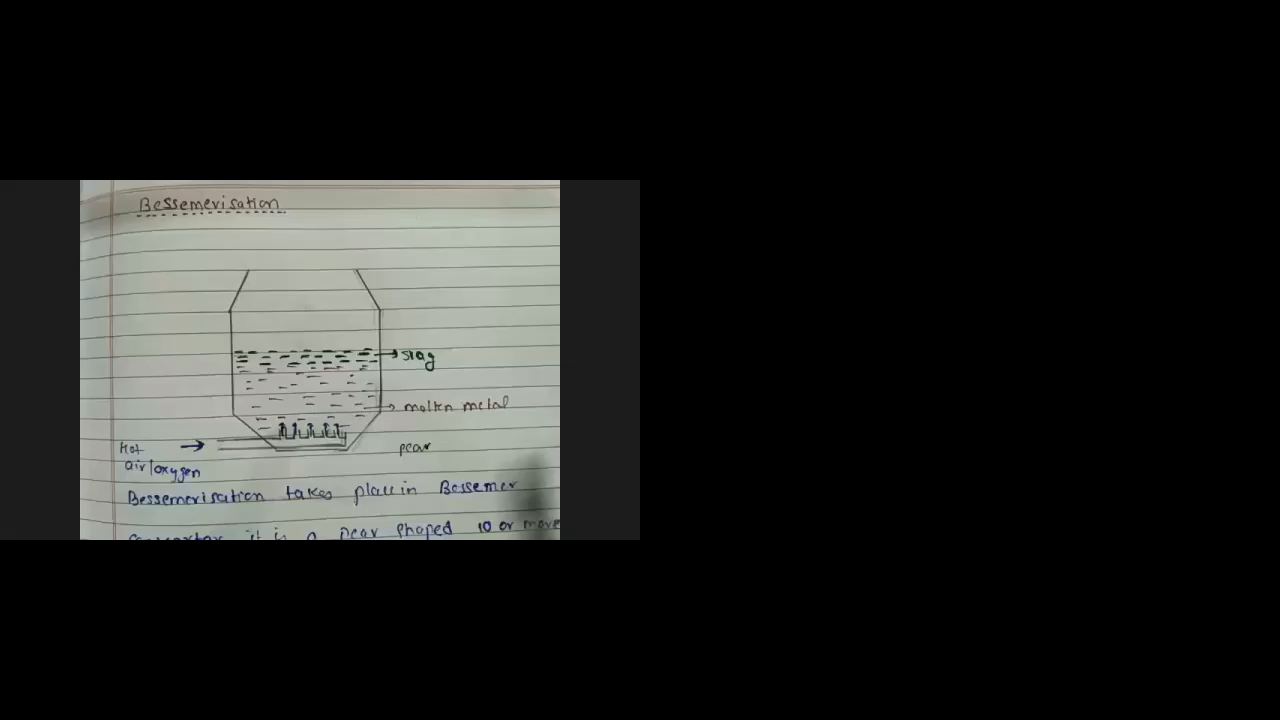 Bessemerisation
slag
molten metal
Hot
air/oxygen
pear
Bessemerisation takes place in Bessemer
it is a pear shaped 10 or more